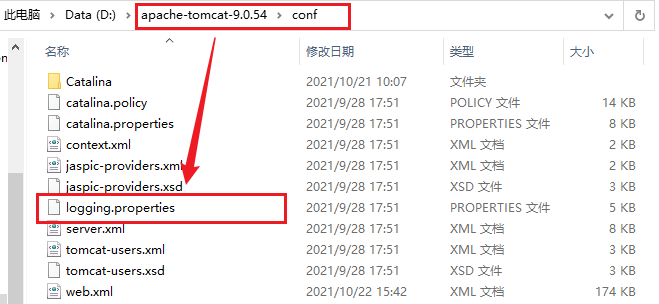 此电脑 > Data (D:) > apache-tomcat-9.0.54 > conf
名称 修改日期 类型 大小
Catalina 2021/10/21 10:07 文件夹
catalina.policy 2021/9/28 17:51 POLICY 文件 14 KB
catalina.properties 2021/9/28 17:51 PROPERTIES 文件 8 KB
context.xml 2021/9/28 17:51 XML 文档 2 KB
jaspic-providers.xml 2021/9/28 17:51 XML 文档 2 KB
jaspic-providers.xsd 2021/9/28 17:51 XSD 文件 3 KB
logging.properties 2021/9/28 17:51 PROPERTIES 文件 5 KB
server.xml 2021/9/28 17:51 XML 文档 8 KB
tomcat-users.xml 2021/9/28 17:51 XML 文档 3 KB
tomcat-users.xsd 2021/9/28 17:51 XSD 文件 3 KB
web.xml 2021/10/22 15:42 XML 文档 174 KB